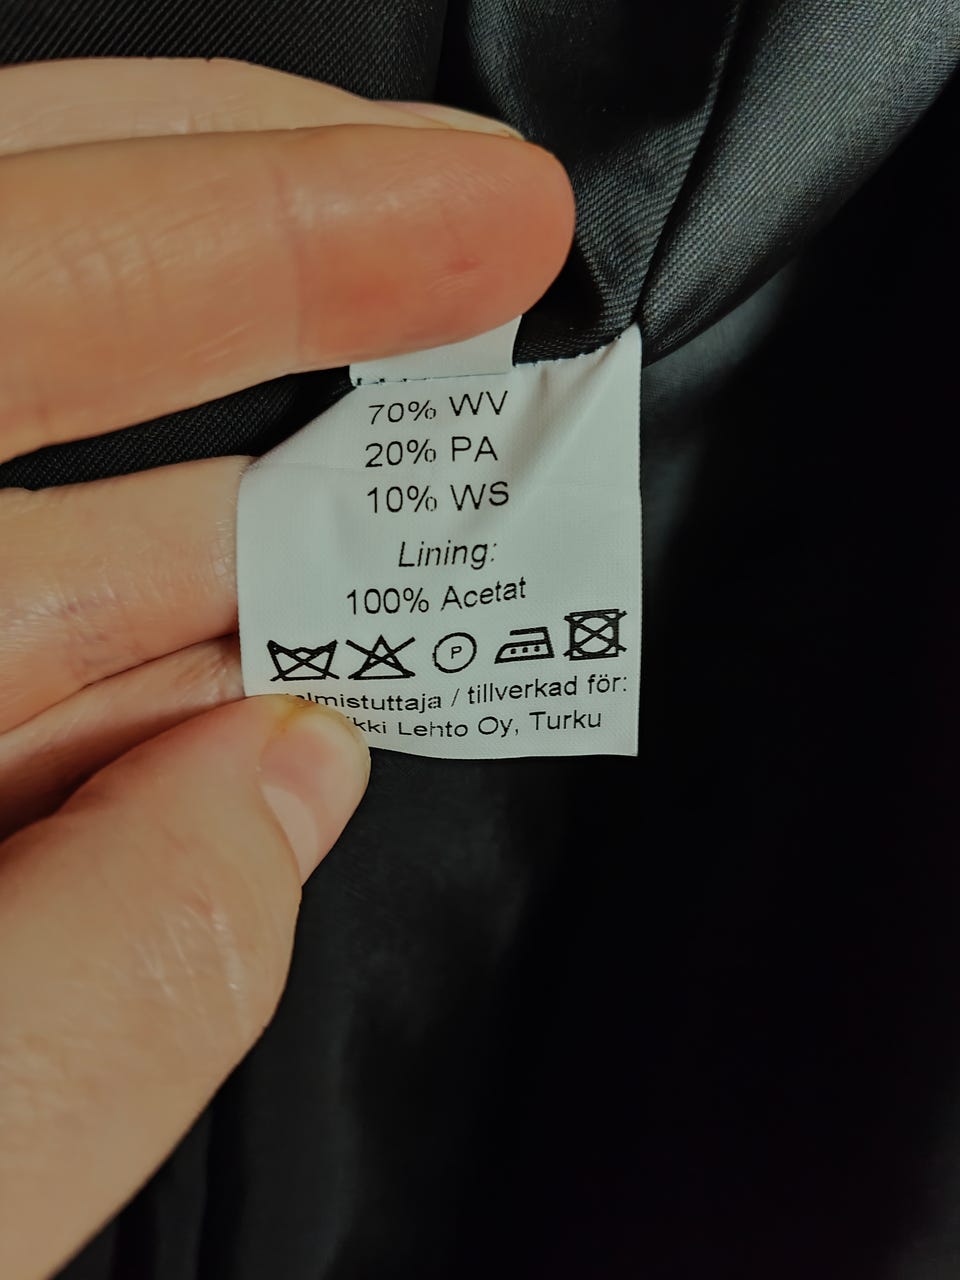 70% WV
20% PA
10% WS
Lining:
100% Acetat
P
/ tillverkad för:
Lehto Oy, Turku